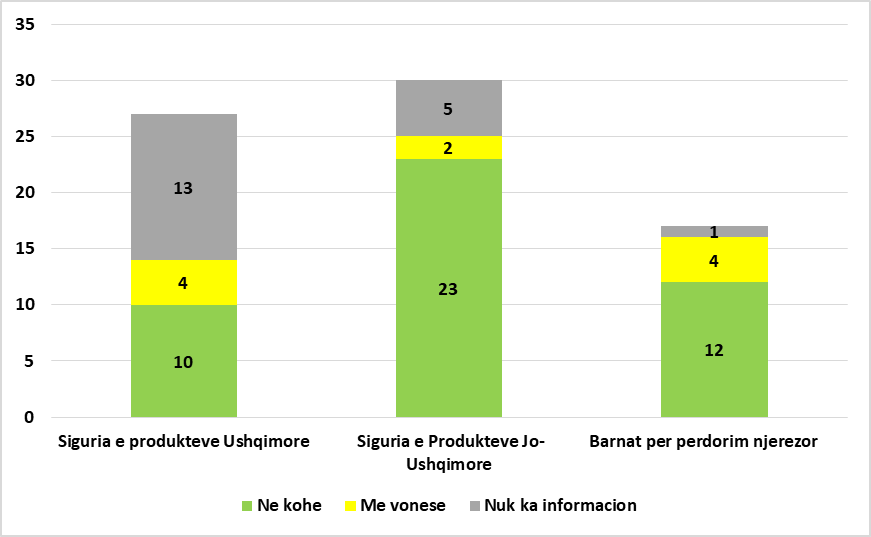 35
30
25
20
15
10
5
0
13
4
10
5
2
23
1
4
12
Siguria e produkteve Ushqimore
Siguria e Produkteve Jo-
Ushqimore
Barnat per perdorim njerezor
Ne kohe
Me vonese
Nuk ka informacion